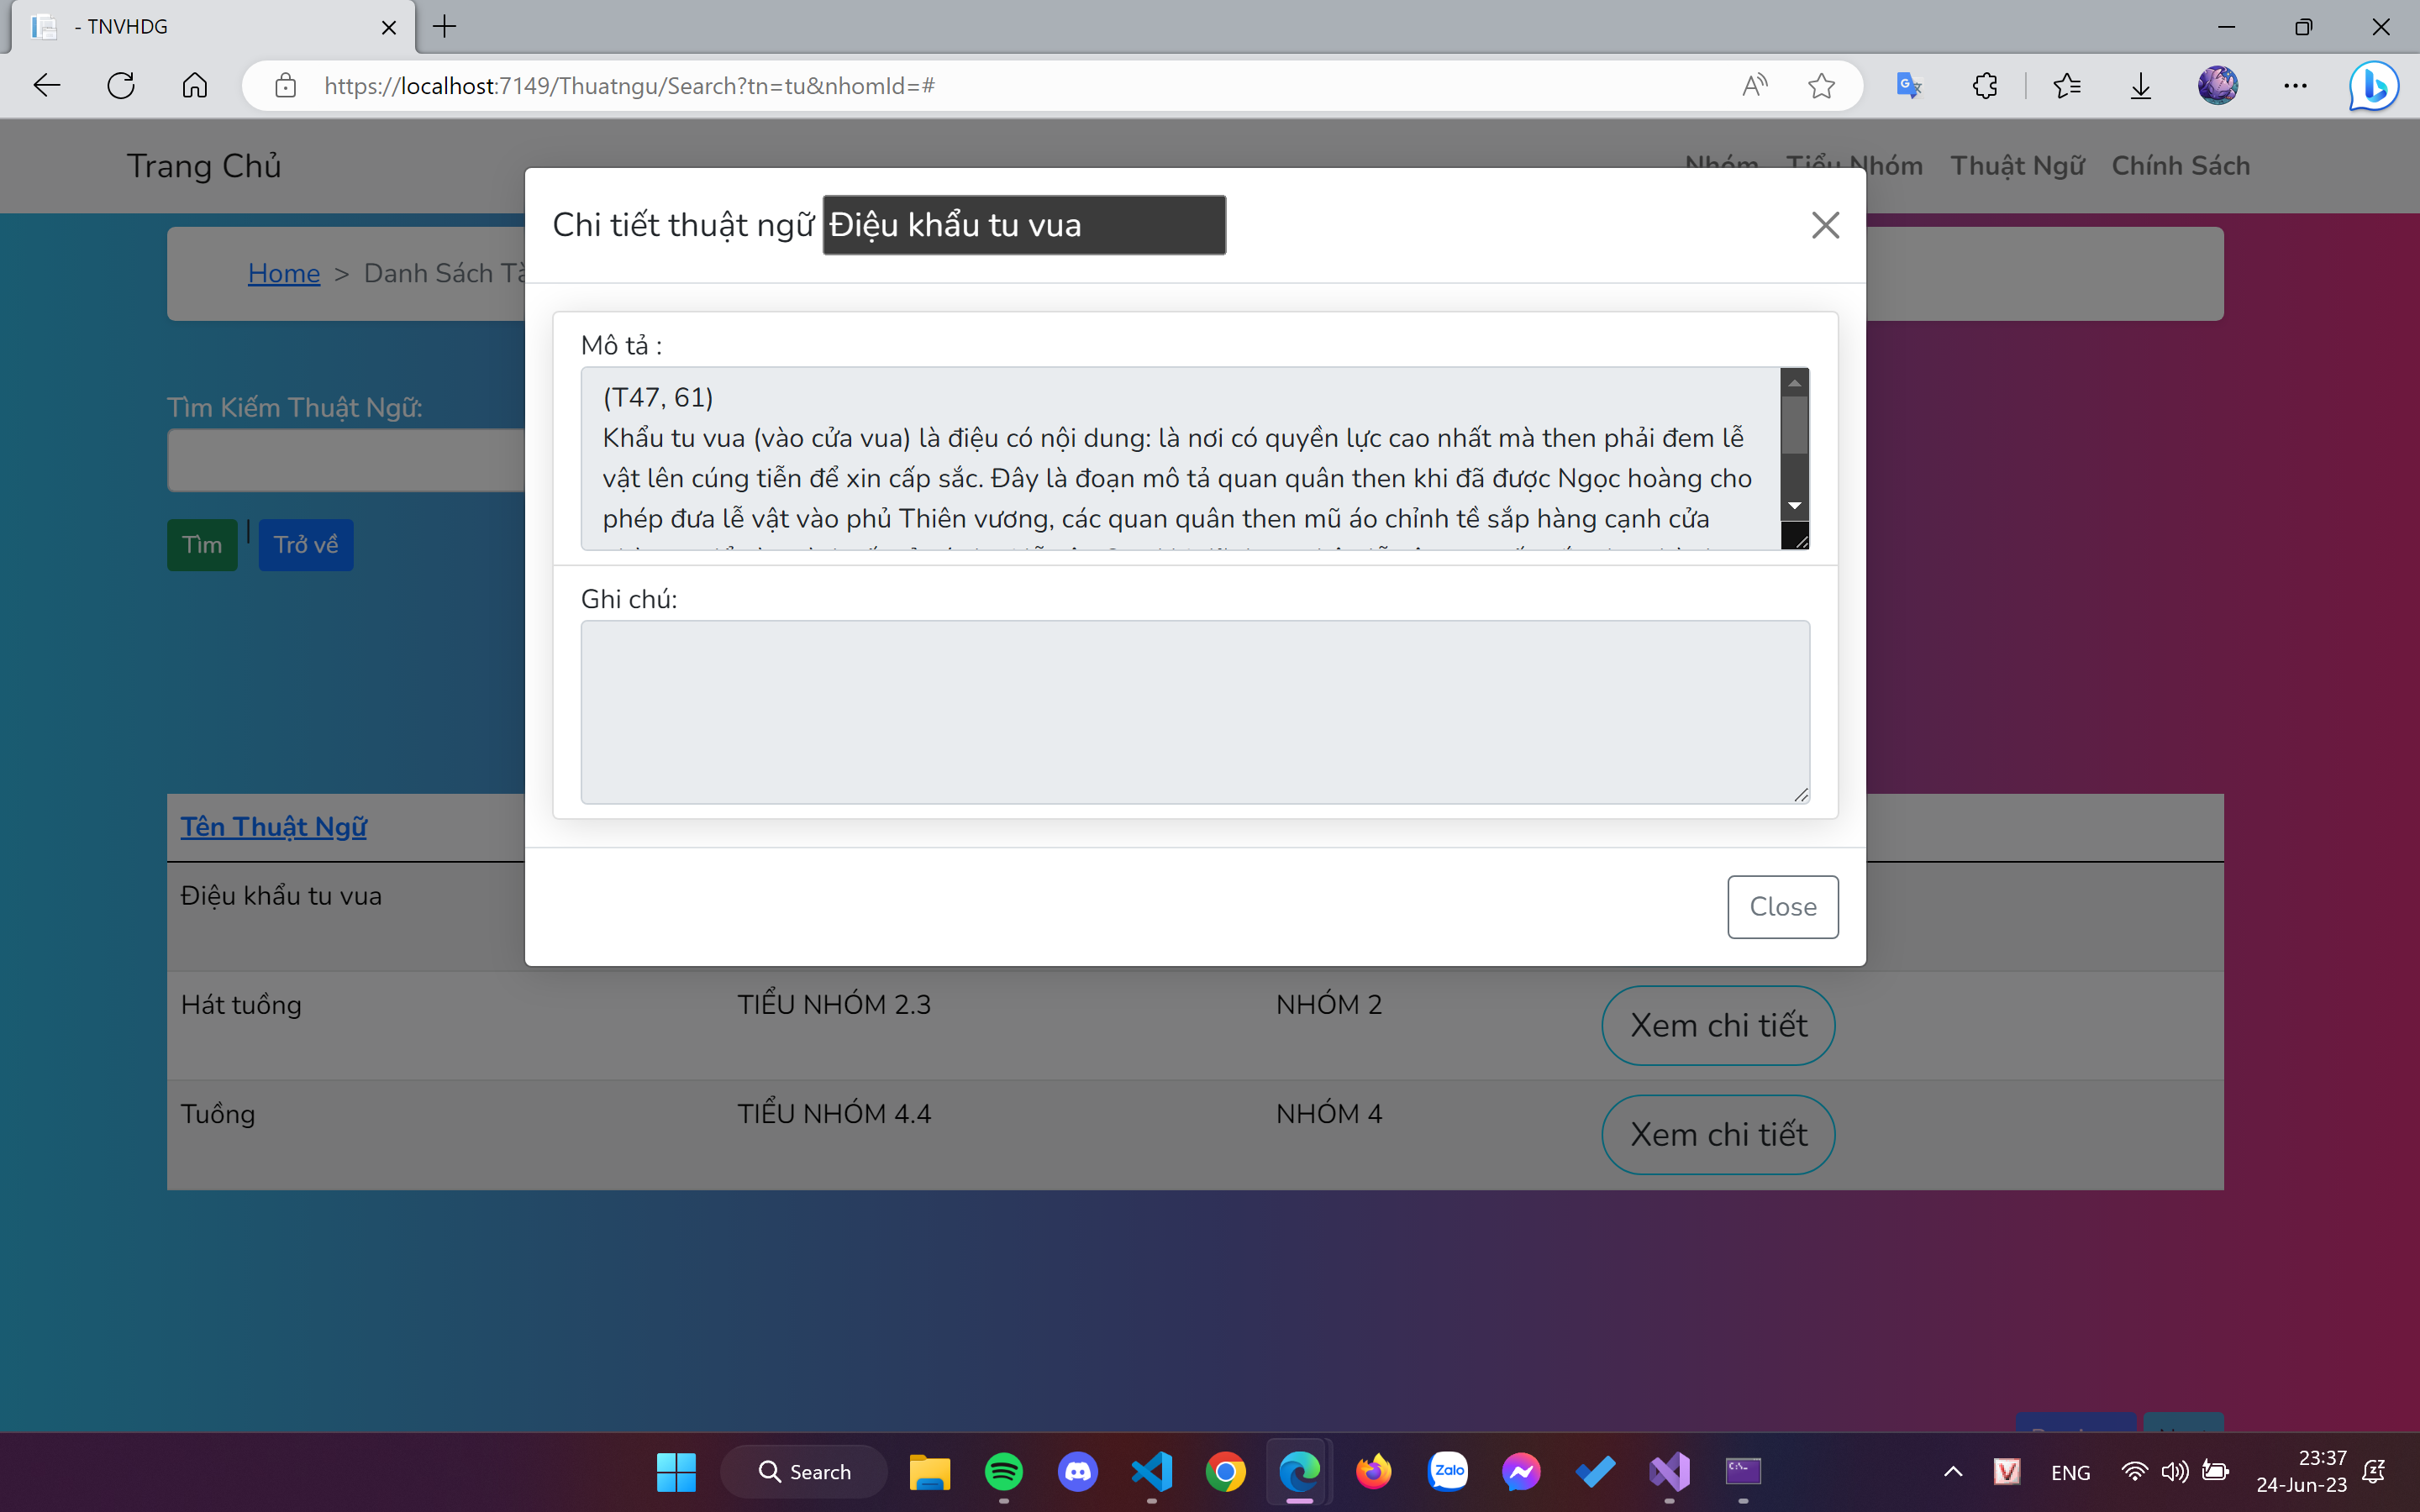 - TNVHDG
https://localhost:7149/Thuatngu/Search?tn=tu&nhomId=#
Trang Chủ
Nhóm Tiểu Nhóm Thuật Ngữ Chính Sách
Chi tiết thuật ngữ Điệu khẩu tu vua
Home > Danh Sách
Mô tả :
(T47, 61)
Khẩu tu vua (vào cửa vua) là điệu có nội dung: là nơi có quyền lực cao nhất mà then phải đem lễ
vật lên cúng tiễn để xin cấp sắc. Đây là đoạn mô tả quan quân then khi đã được Ngọc hoàng cho
phép đưa lễ vật vào phủ Thiên vương, các quan quân then mũ áo chỉnh tề sắp hàng cạnh cửa
Tìm Kiếm Thuật Ngữ:
Tìm | Trở về
Ghi chú:
Close
Tên Thuật Ngữ
Điệu khẩu tu vua
Hát tuồng TIỂU NHÓM 2.3 NHÓM 2 Xem chi tiết
Tuồng TIỂU NHÓM 4.4 NHÓM 4 Xem chi tiết
Search
Zalo
ENG
23:37
24-Jun-23